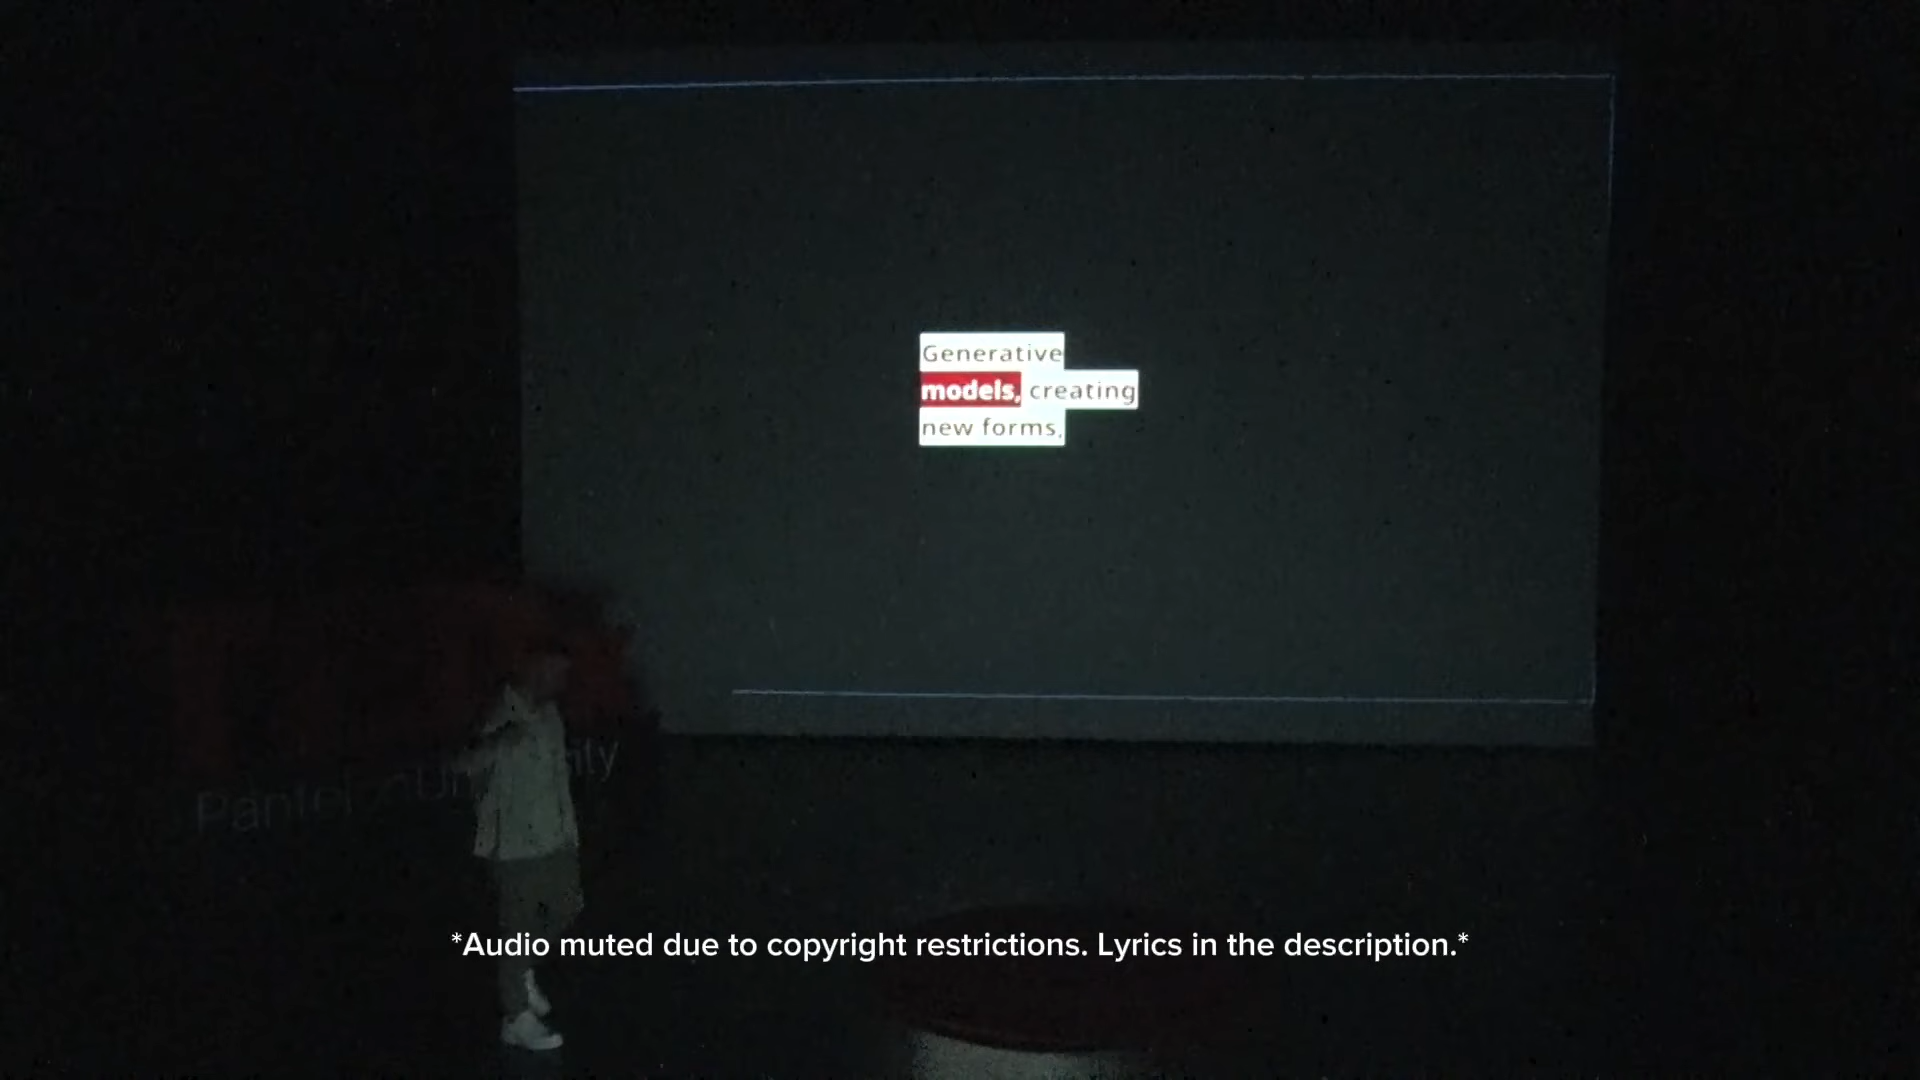 Generative
models, creating
new forms,
*Audio muted due to copyright restrictions. Lyrics in the description.*